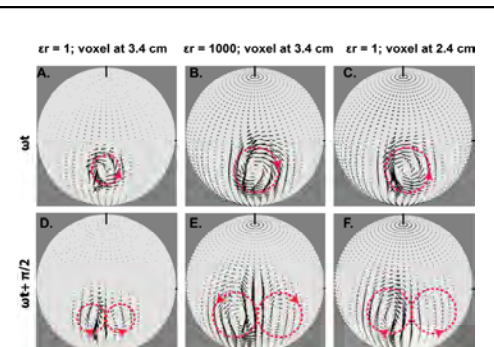 εr = 1; voxel at 3.4 cm εr = 1000; voxel at 3.4 cm εr = 1; voxel at 2.4 cm
A. B. C.
ωt
D. E. F.
ωt+ π/2